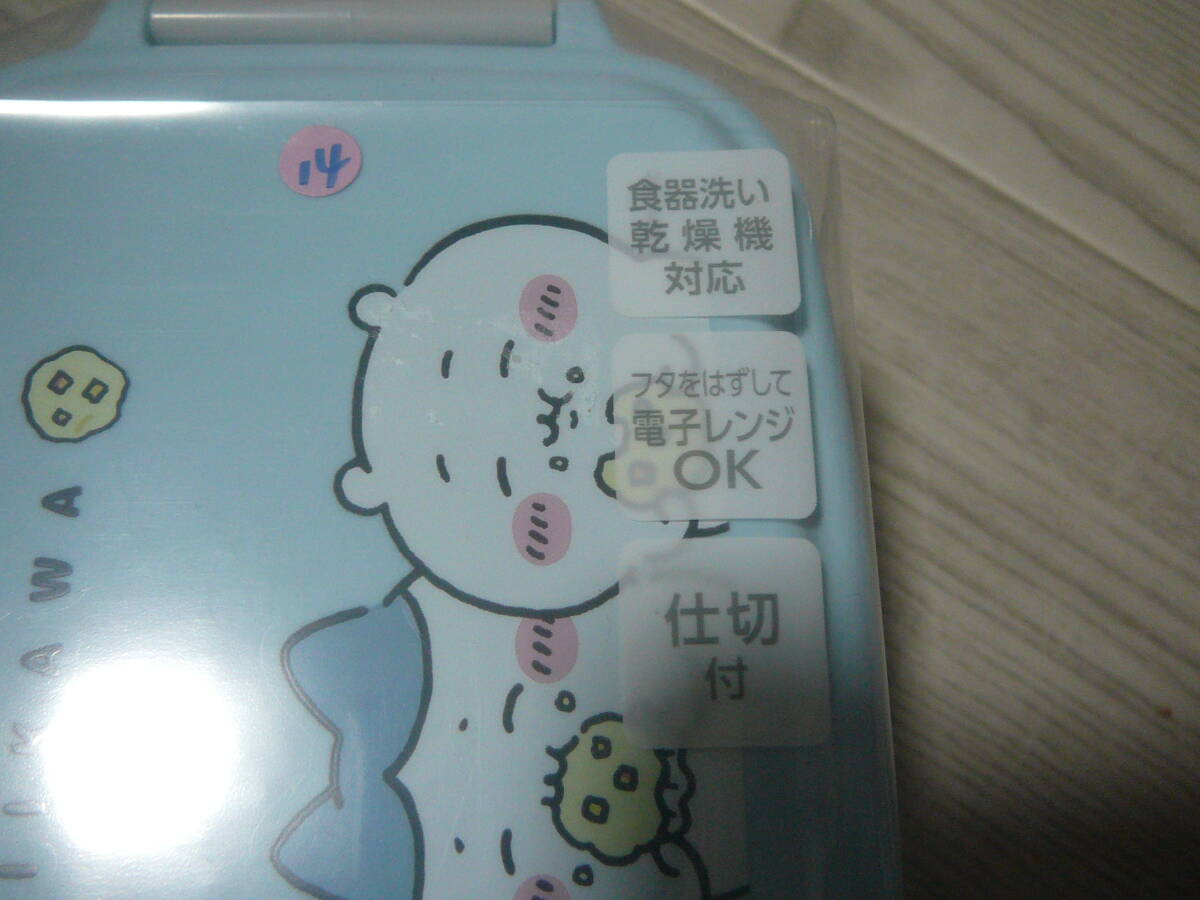 14
食器洗い
乾燥機
対応
フタをはずして
電子レンジ
OK
仕切
付
IIKAWA